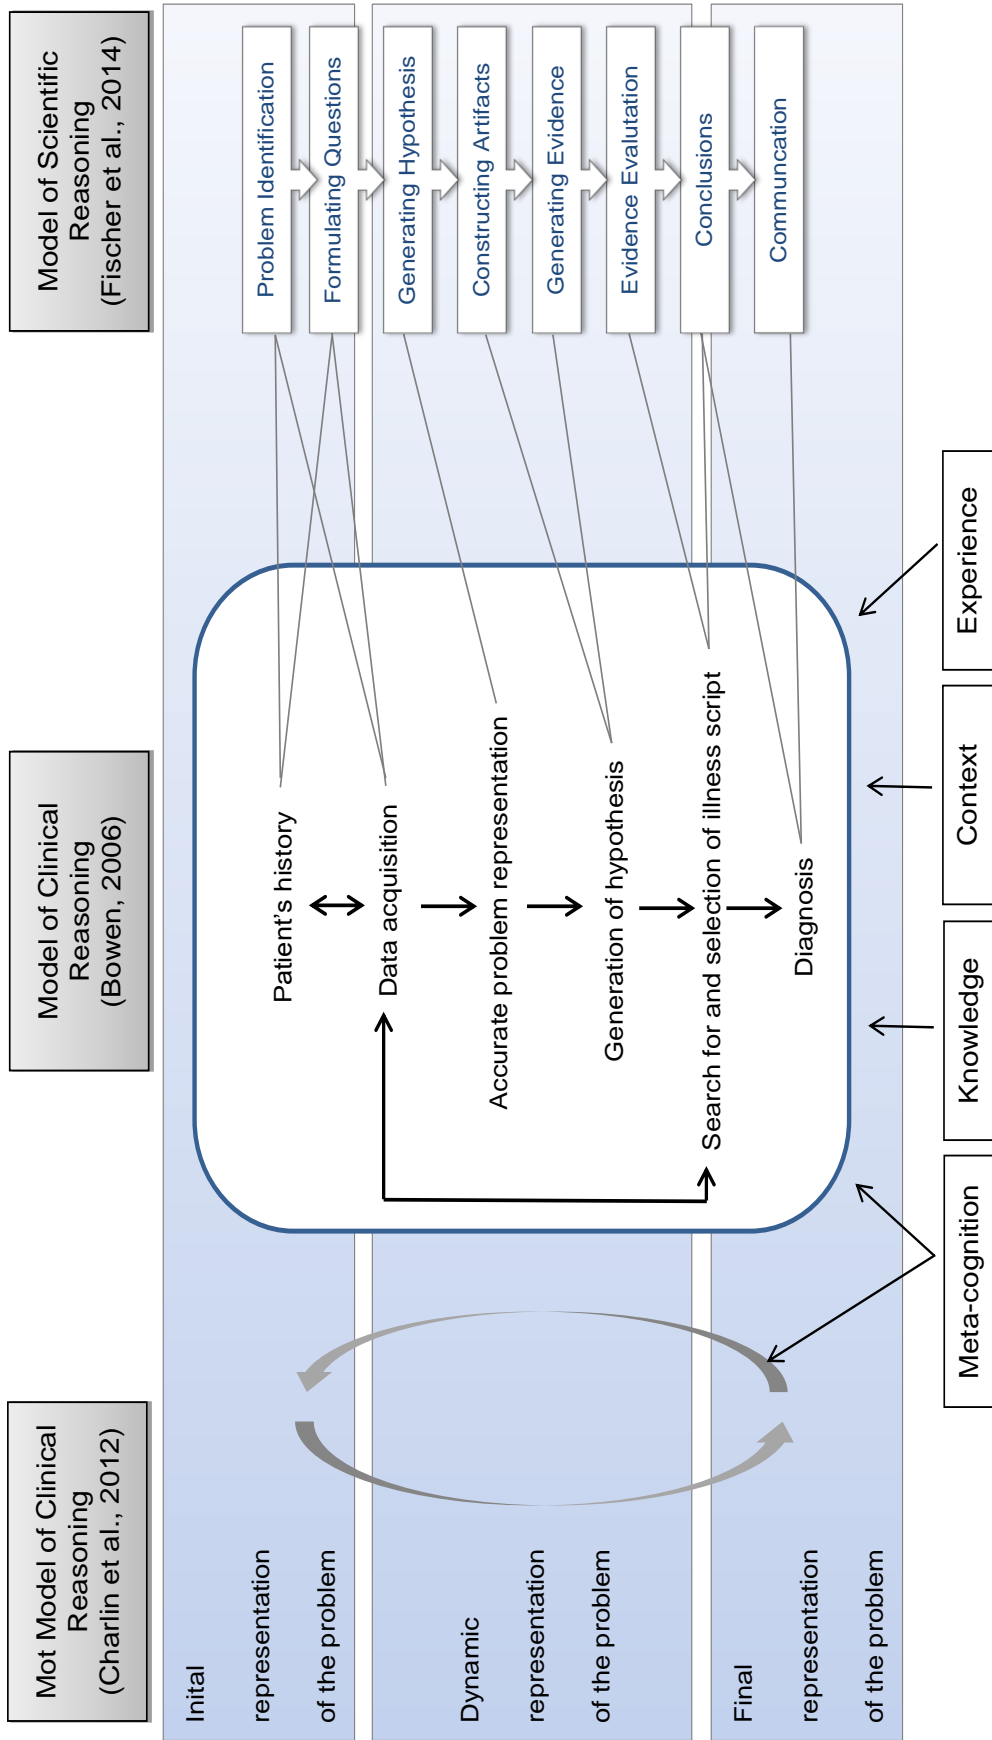 Mot Model of Clinical
Reasoning
(Charlin et al., 2012)
Model of Clinical
Reasoning
(Bowen, 2006)
Model of Scientific
Reasoning
(Fischer et al., 2014)
Inital
representation
of the problem
Dynamic
representation
of the problem
Final
representation
of the problem
Patient's history
Data acquisition
Accurate problem representation
Generation of hypothesis
Search for and selection of illness script
Diagnosis
Problem Identification
Formulating Questions
Generating Hypothesis
Constructing Artifacts
Generating Evidence
Evidence Evalutation
Conclusions
Communcation
Meta-cognition
Knowledge
Context
Experience